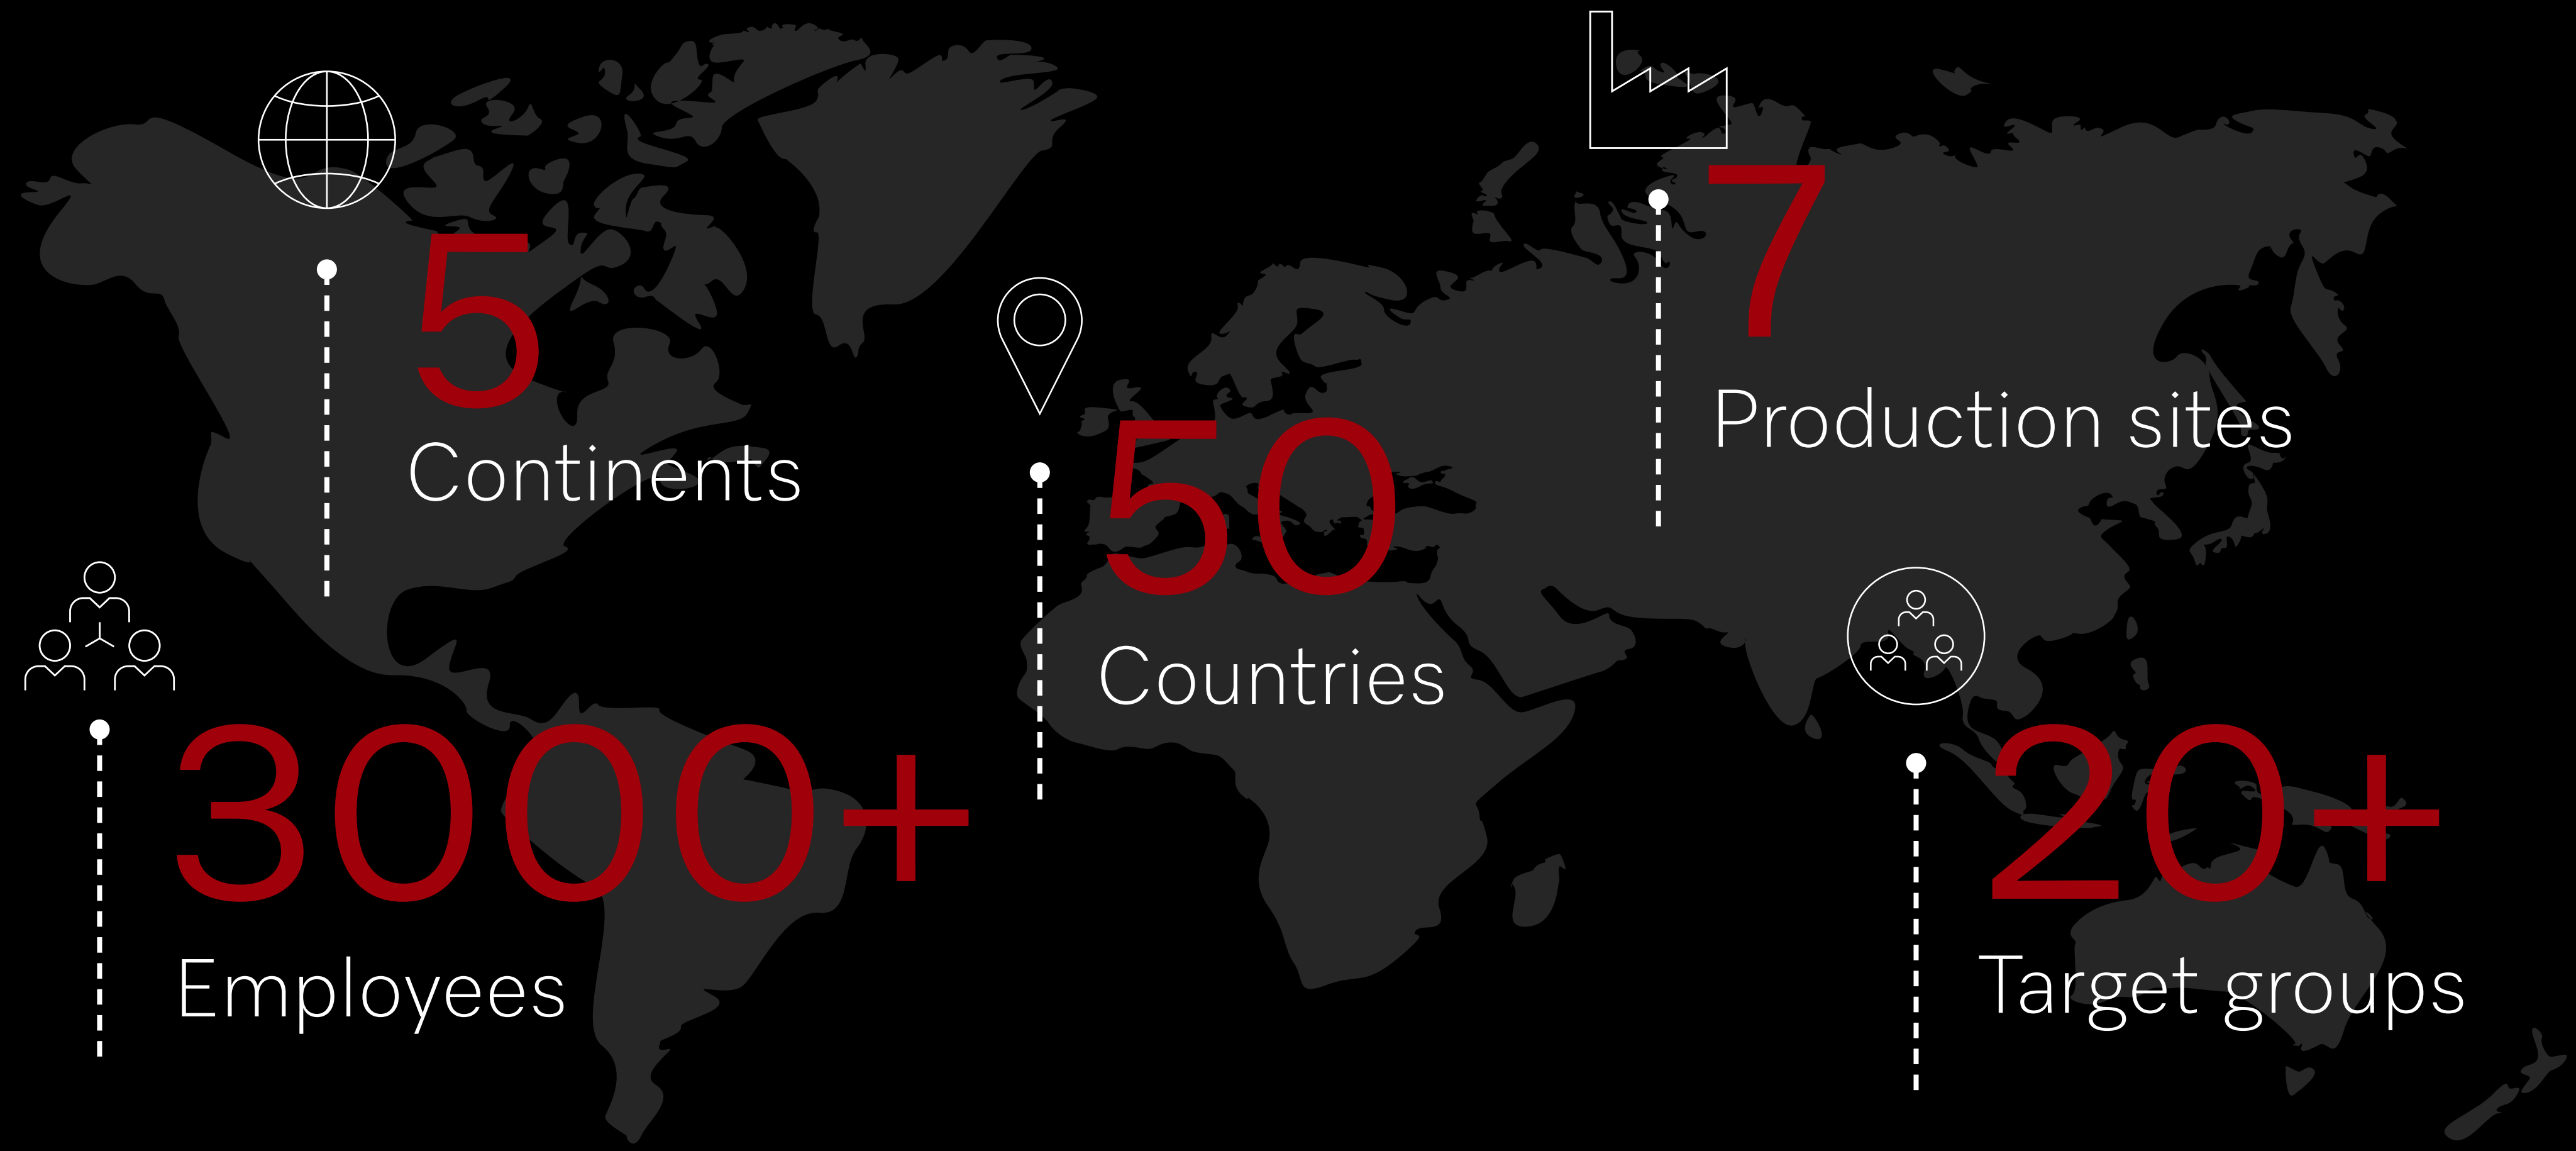 5
Continents
50
Countries
7
Production sites
3000+
Employees
20+
Target groups